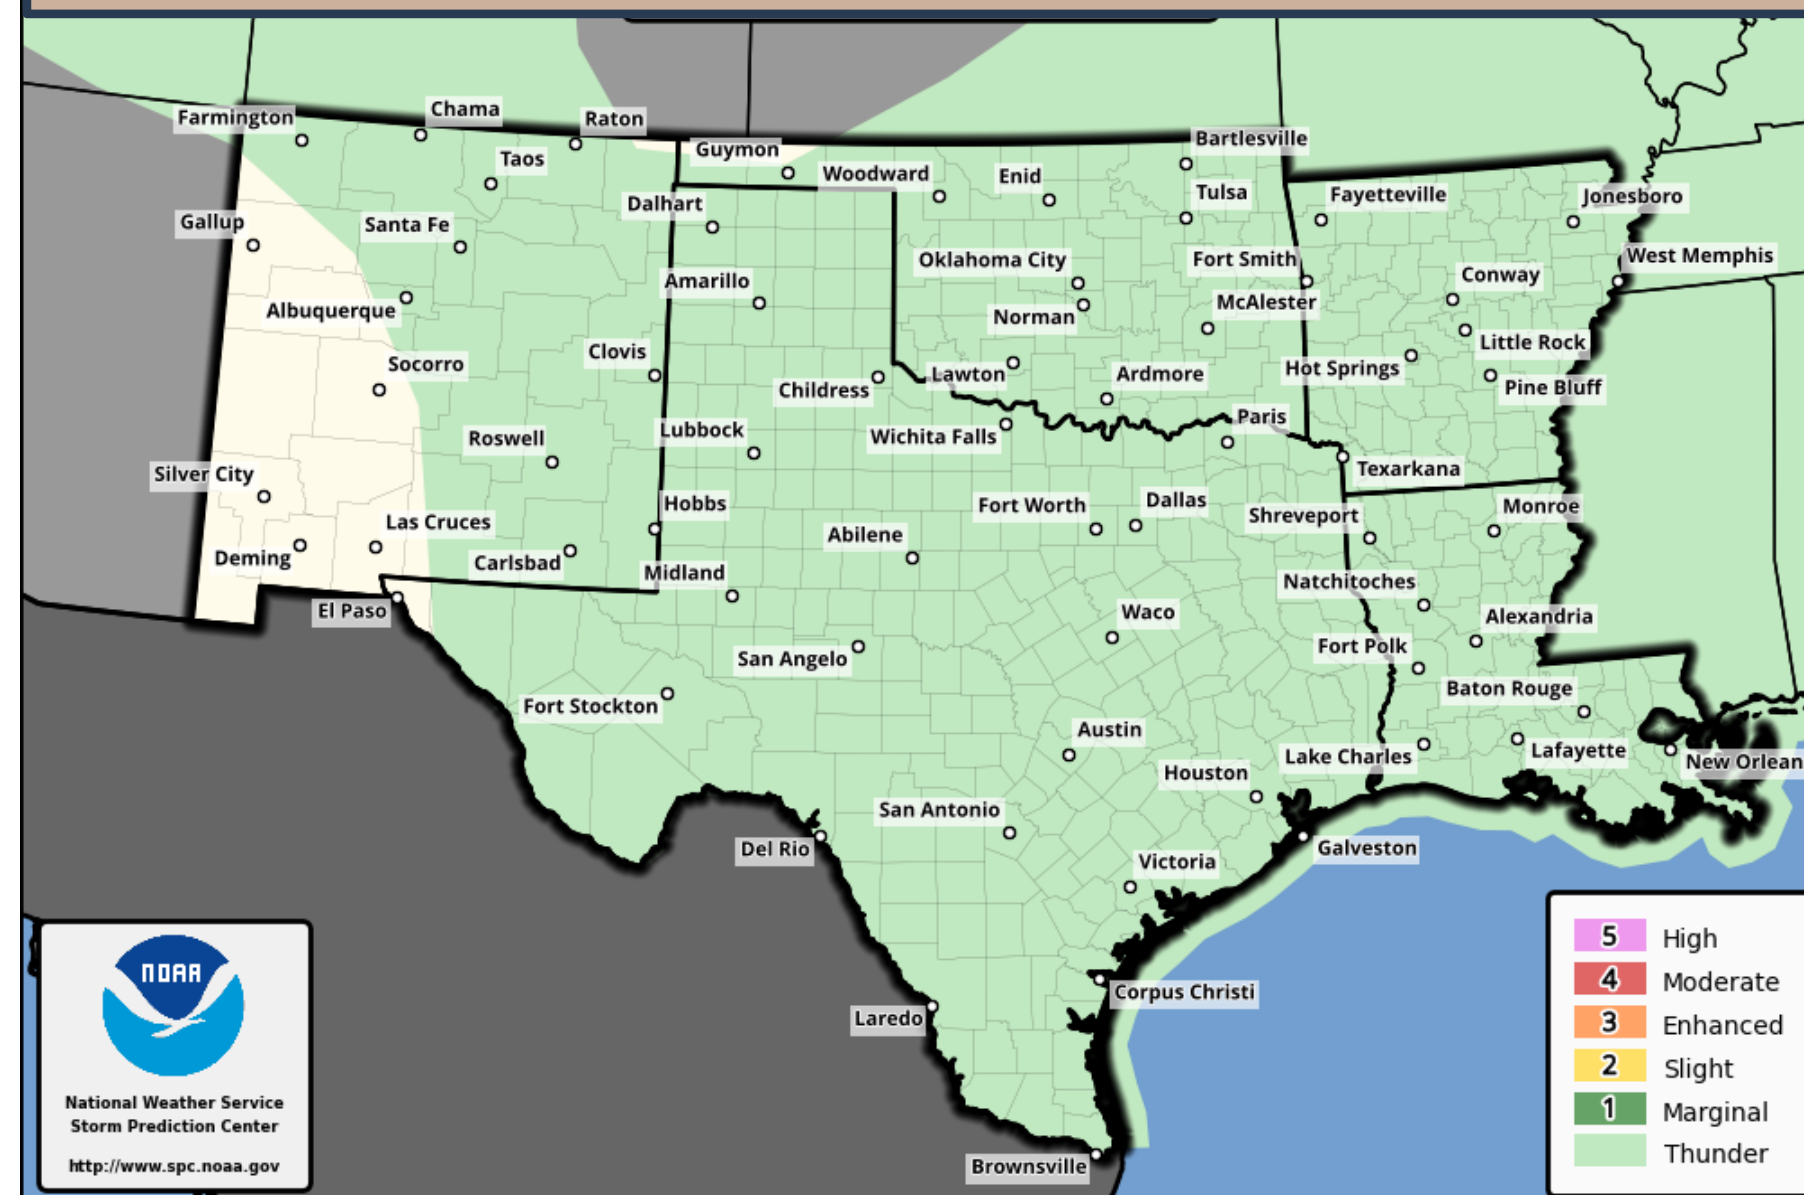 Farmington
Chama
Raton
Taos
Guymon
Woodward
Enid
Bartlesville
Tulsa
Fayetteville
Jonesboro
Gallup
Santa Fe
Dalhart
Amarillo
Oklahoma City
Fort Smith
Conway
West Memphis
Albuquerque
Norman
McAlester
Little Rock
Socorro
Clovis
Childress
Lawton
Ardmore
Hot Springs
Pine Bluff
Roswell
Lubbock
Wichita Falls
Paris
Texarkana
Silver City
Las Cruces
Hobbs
Abilene
Fort Worth
Dallas
Shreveport
Monroe
Deming
Carlsbad
Midland
Natchitoches
El Paso
San Angelo
Waco
Fort Polk
Alexandria
Fort Stockton
Austin
Baton Rouge
Houston
Lake Charles
Lafayette
New Orlean
Del Rio
San Antonio
Victoria
Galveston
Laredo
Corpus Christi
Brownsville
NOAA
National Weather Service
Storm Prediction Center
http://www.spc.noaa.gov
5 High
4 Moderate
3 Enhanced
2 Slight
1 Marginal
Thunder